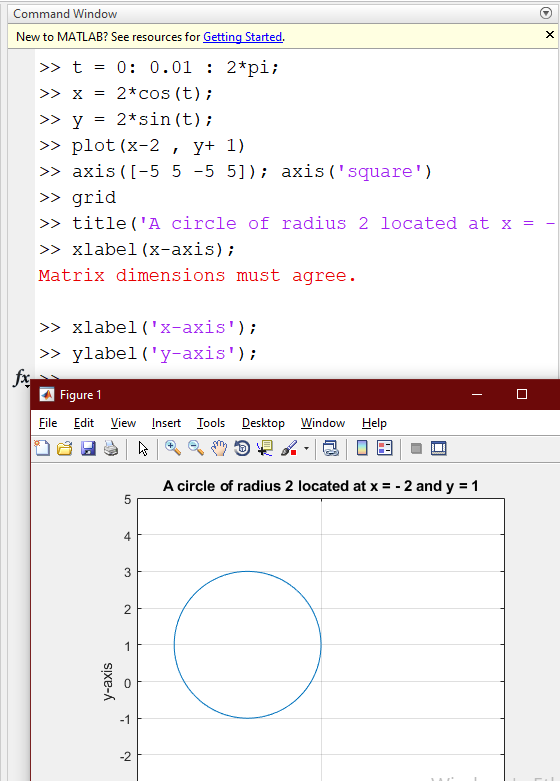 Command Window
New to MATLAB? See resources for Getting Started.
>> t = 0: 0.01 : 2*pi;
>> x = 2*cos(t);
>> y = 2*sin(t);
>> plot(x-2 , y+ 1)
>> axis([-5 5 -5 5]); axis('square')
>> grid
>> title('A circle of radius 2 located at x = -
>> xlabel(x-axis);
Matrix dimensions must agree.
>> xlabel('x-axis');
>> ylabel('y-axis');
fx >>
Figure 1
File Edit View Insert Tools Desktop Window Help
A circle of radius 2 located at x = - 2 and y = 1
5
4
3
2
1
0
-1
-2
y-axis